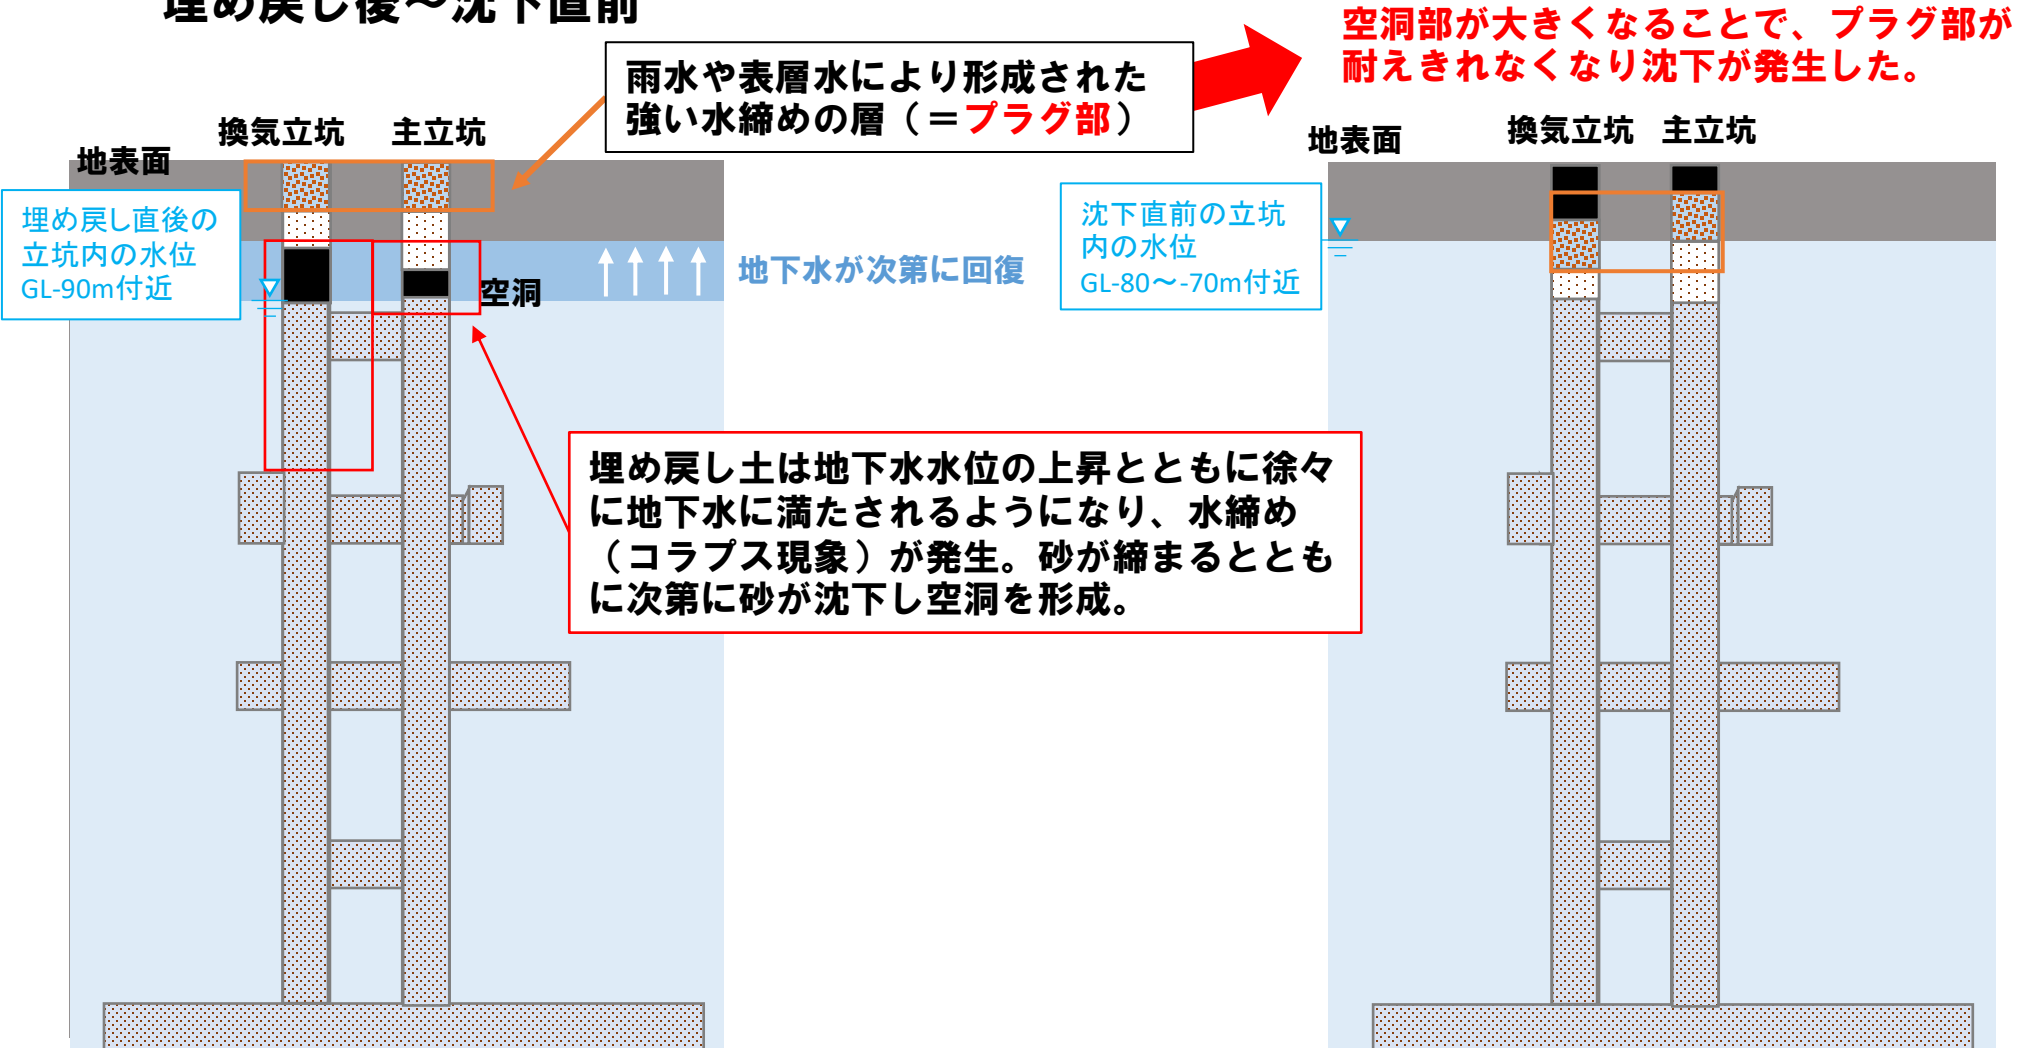 埋め戻し後～沈下直前
雨水や表層水により形成された
強い水締めの層（＝プラグ部）
空洞部が大きくなることで、プラグ部が
耐えきれなくなり沈下が発生した。
換気立坑 主立坑
地表面
埋め戻し直後の
立坑内の水位
GL-90m付近
空洞
地下水が次第に回復
埋め戻し土は地下水水位の上昇とともに徐々
に地下水に満たされるようになり、水締め
（コラプス現象）が発生。砂が締まるととも
に次第に砂が沈下し空洞を形成。
換気立坑 主立坑
地表面
沈下直前の立坑
内の水位
GL-80～-70m付近